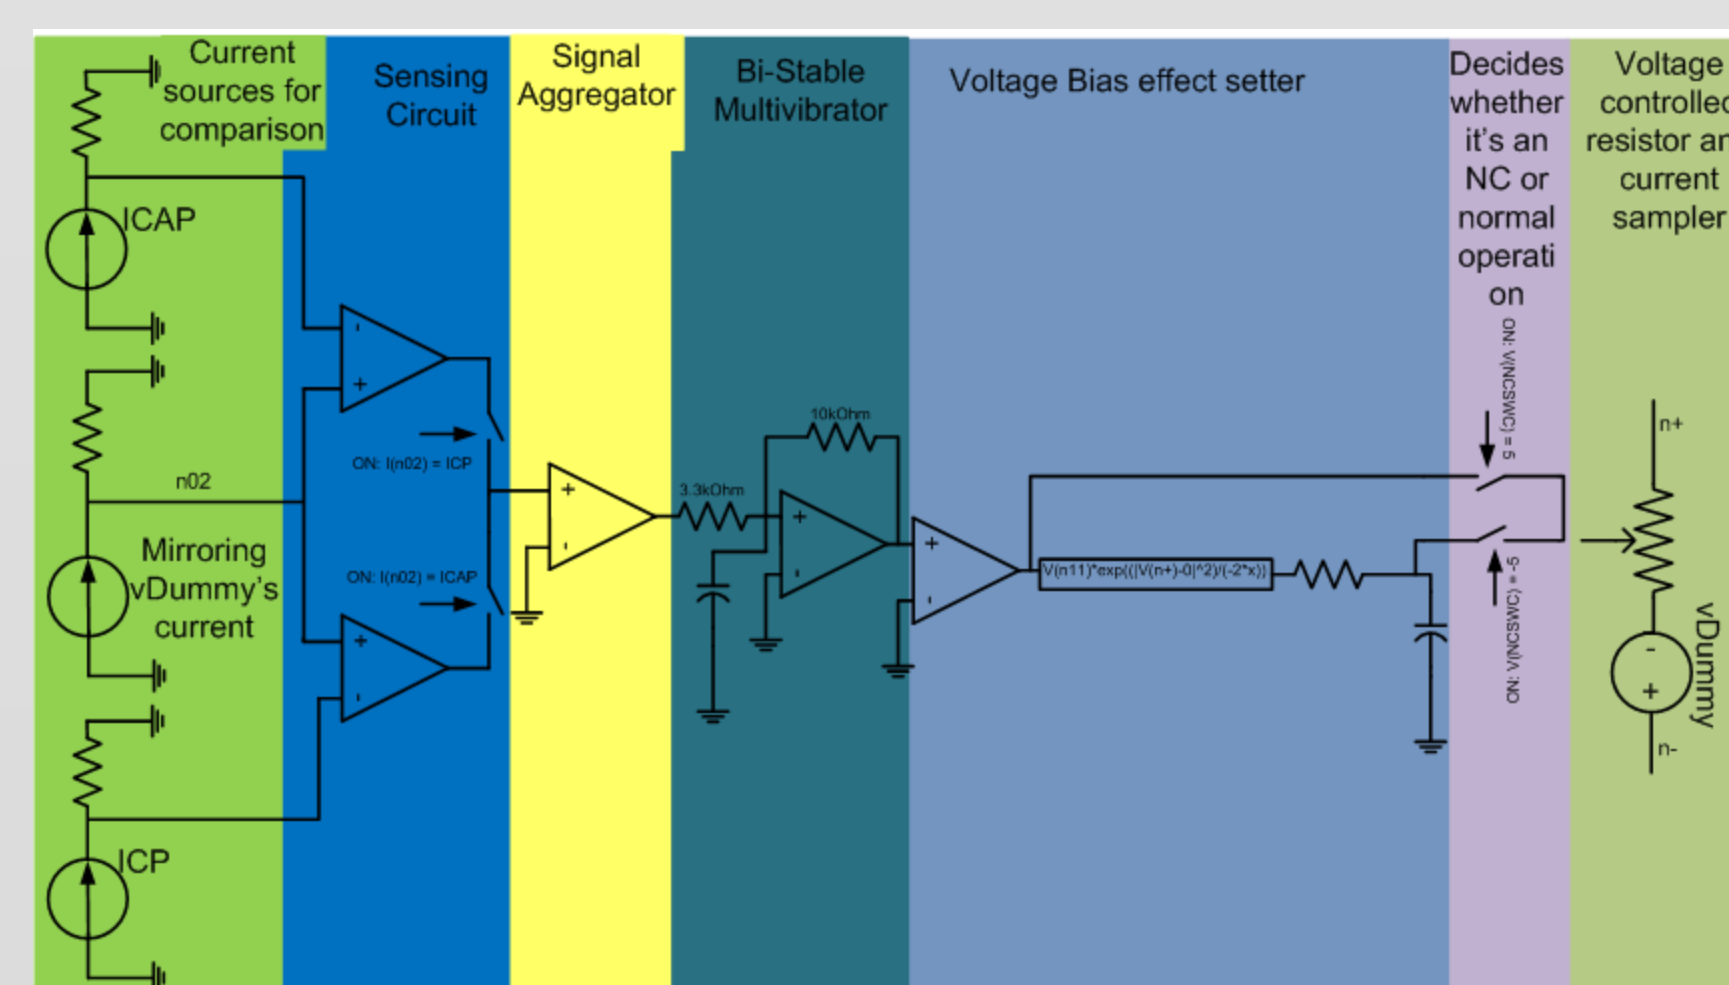 Current
sources for
comparison
Sensing
Circuit
Signal
Aggregator
Bi-Stable
Multivibrator
Voltage Bias effect setter
Decides
whether
it's an
NC or
normal
operati
on
Voltage
controlled
resistor an
current
sampler
ICAP
-
+
ON: I(n02) = ICP
n02
Mirroring
vDummy's
current
ON: I(n02) = ICAP
+
-
ICP
+
-
3.3kOhm
10kOhm
+
-
+
-
V(n11)*exp((|V(n+)-0|^2)/(-2*x))
ON: V(NCSWC) = 5
ON: V(NCSWC) = -5
n+
-
+
vDummy
n-